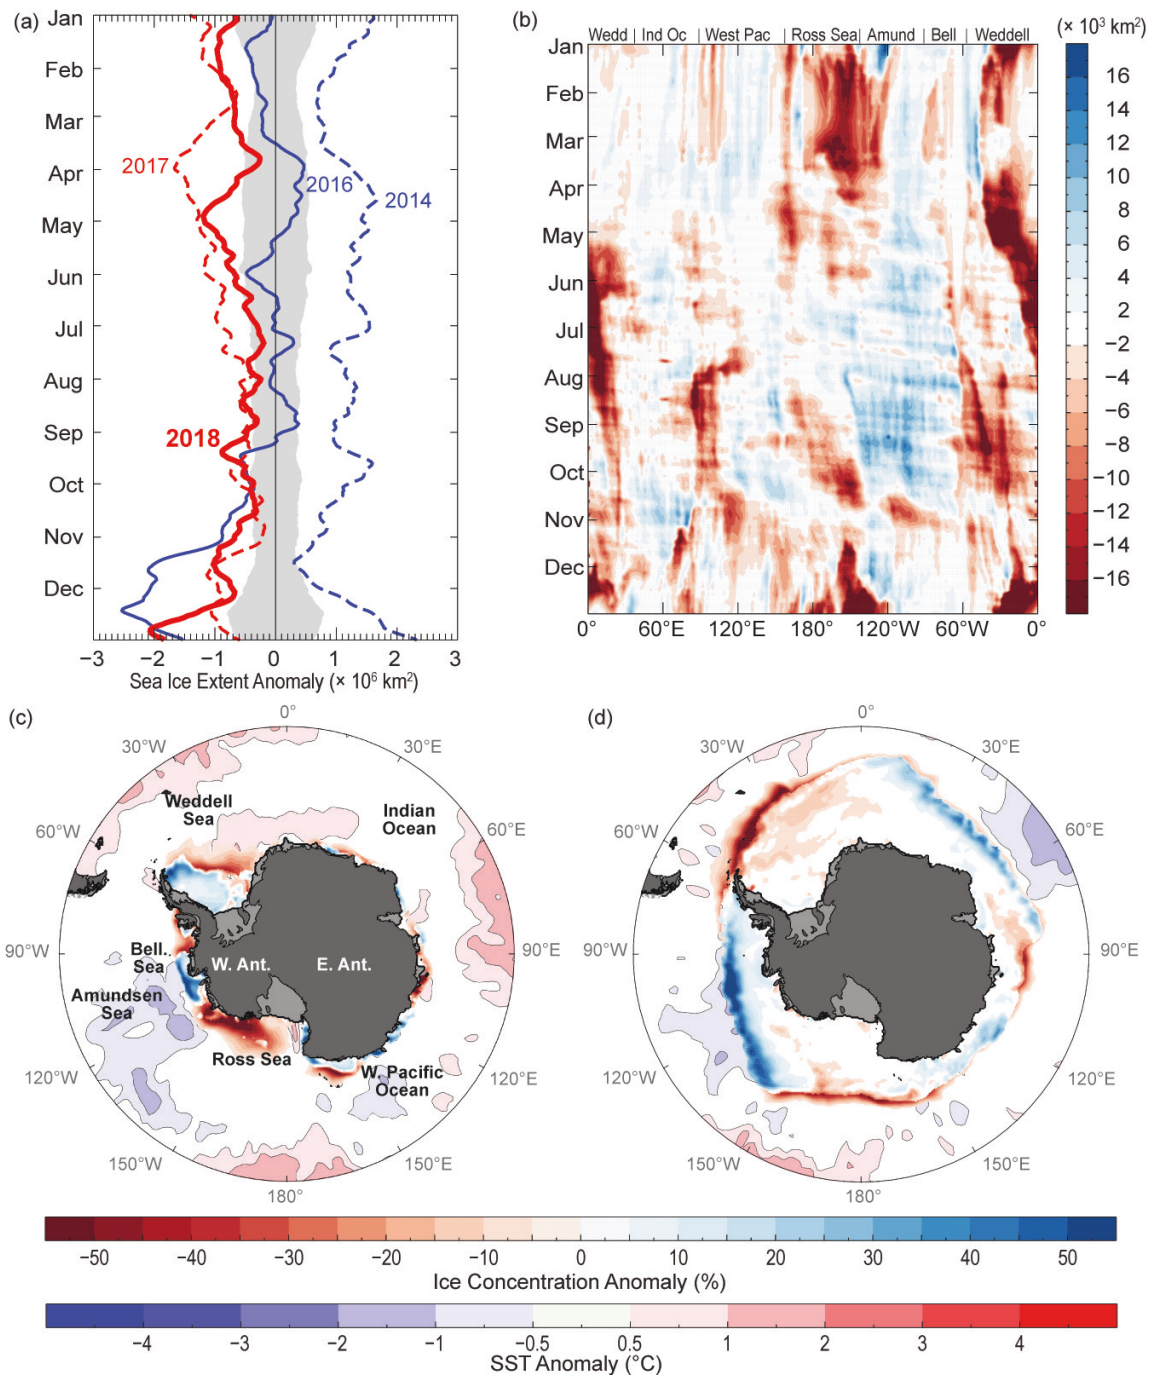 (a)
Jan
Feb
Mar
Apr
May
Jun
Jul
Aug
Sep
Oct
Nov
Dec
2017
2016
2014
2018
−3 −2 −1 0 1 2 3
Sea Ice Extent Anomaly (× 10⁶ km²)
(b)
Wedd | Ind Oc | West Pac | Ross Sea | Amund | Bell | Weddell
Jan
Feb
Mar
Apr
May
Jun
Jul
Aug
Sep
Oct
Nov
Dec
0° 60°E 120°E 180°E 120°W 60°W 0°
(× 10³ km²)
16
14
12
10
8
6
4
2
−2
−4
−6
−8
−10
−12
−14
−16
(c)
0°
30°W 30°E
Weddell
Sea
Indian
Ocean
60°W 60°E
90°W 90°E
Bell..
Sea
W. Ant. E. Ant.
Amundsen
Sea
Ross Sea
W. Pacific
Ocean
120°W 120°E
150°W 150°E
180°
(d)
0°
30°W 30°E
60°W 60°E
90°W 90°E
120°W 120°E
150°W 150°E
180°
−50 −40 −30 −20 −10 0 10 20 30 40 50
Ice Concentration Anomaly (%)
−4 −3 −2 −1 −0.5 0.5 1 2 3 4
SST Anomaly (°C)